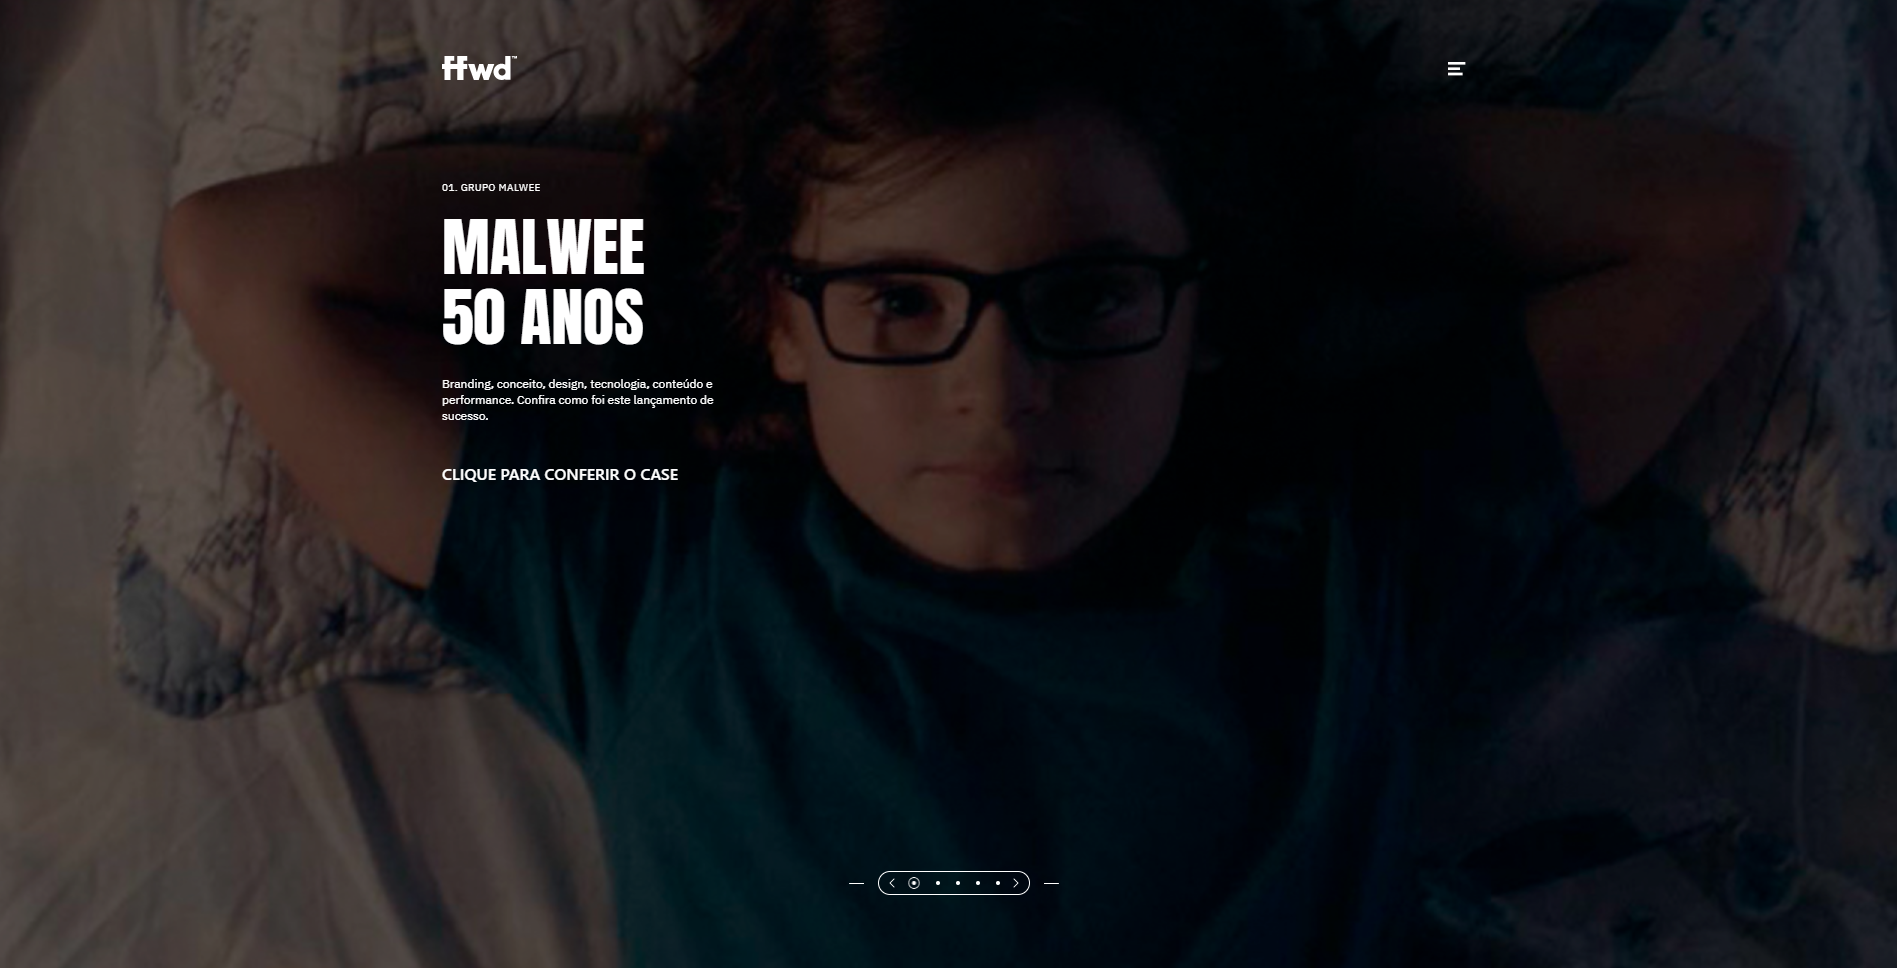 ffwd™
01. GRUPO MALWEE
MALWEE
50 ANOS
Branding, conceito, design, tecnologia, conteúdo e
performance. Confira como foi este lançamento de
sucesso.
CLIQUE PARA CONFERIR O CASE